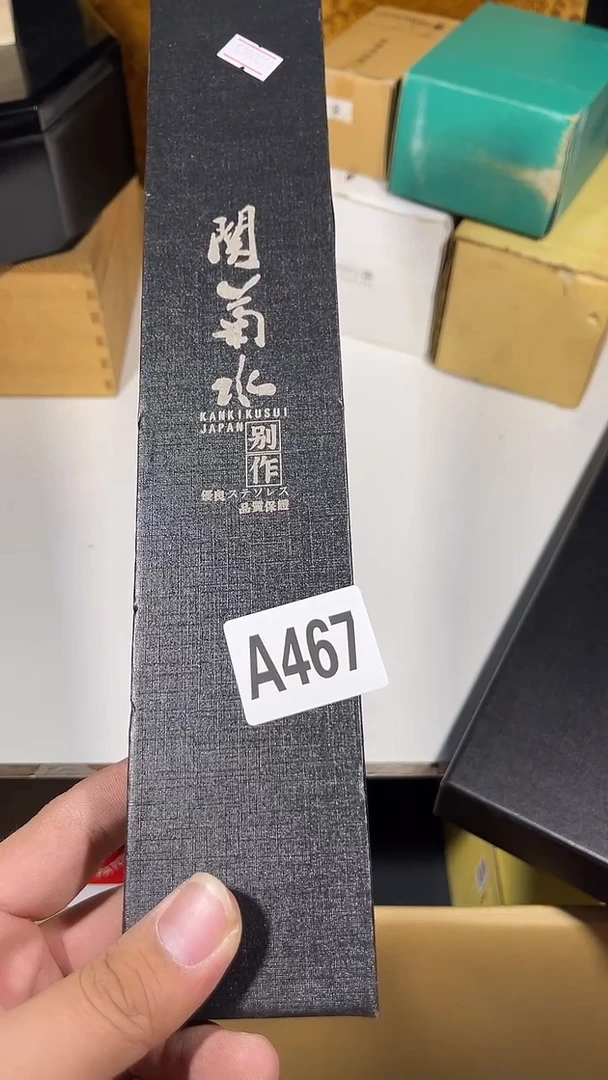 関
菊
水
KANKIKUSUI
JAPAN
別
作
優良ステンレス
品質保證
A467